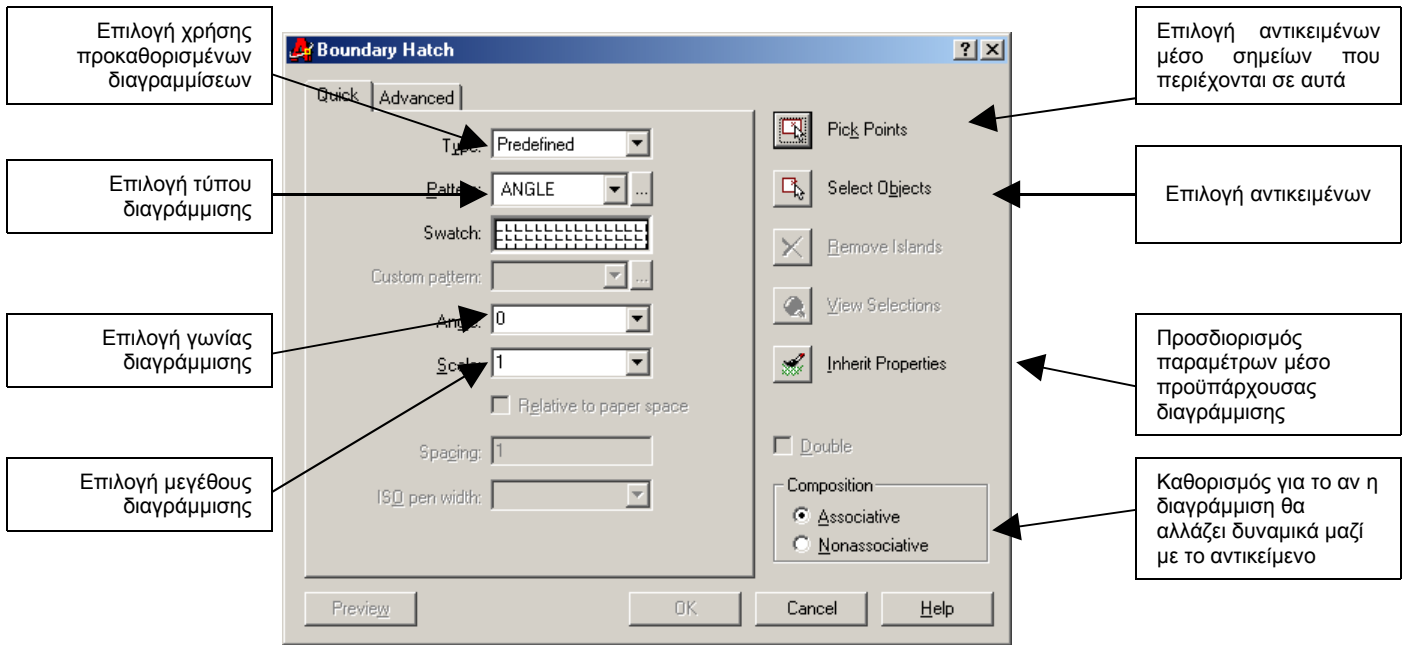 Επιλογή χρήσης
προκαθορισμένων
διαγραμμίσεων
Επιλογή τύπου
διαγράμμισης
Επιλογή γωνίας
διαγράμμισης
Επιλογή μεγέθους
διαγράμμισης
Boundary Hatch
Quick
Advanced
Type:
Predefined
Pattern:
ANGLE
...
Swatch:
Custom pattern:
...
Angle:
0
Scale:
1
Relative to paper space
Spacing:
1
ISO pen width:
Pick Points
Select Objects
Remove Islands
View Selections
Inherit Properties
Double
Composition
Associative
Nonassociative
Preview
OK
Cancel
Help
Επιλογή αντικειμένων
μέσο σημείων που
περιέχονται σε αυτά
Επιλογή αντικειμένων
Προσδιορισμός
παραμέτρων μέσο
προϋπάρχουσας
διαγράμμισης
Καθορισμός για το αν η
διαγράμμιση θα
αλλάζει δυναμικά μαζί
με το αντικείμενο